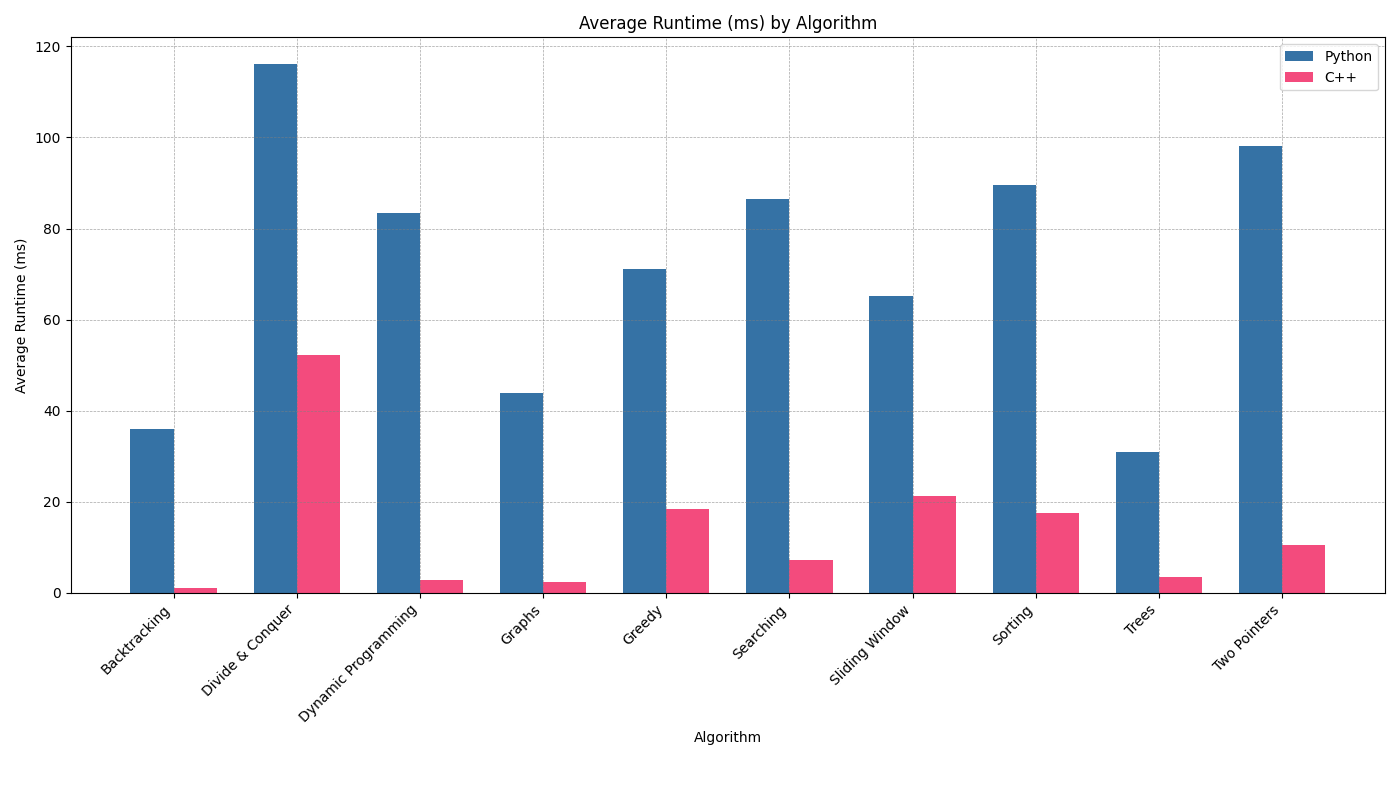 Average Runtime (ms) by Algorithm
Python
C++
120
100
80
60
40
20
0
Average Runtime (ms)
Backtracking
Divide & Conquer
Dynamic Programming
Graphs
Greedy
Searching
Sliding Window
Sorting
Trees
Two Pointers
Algorithm